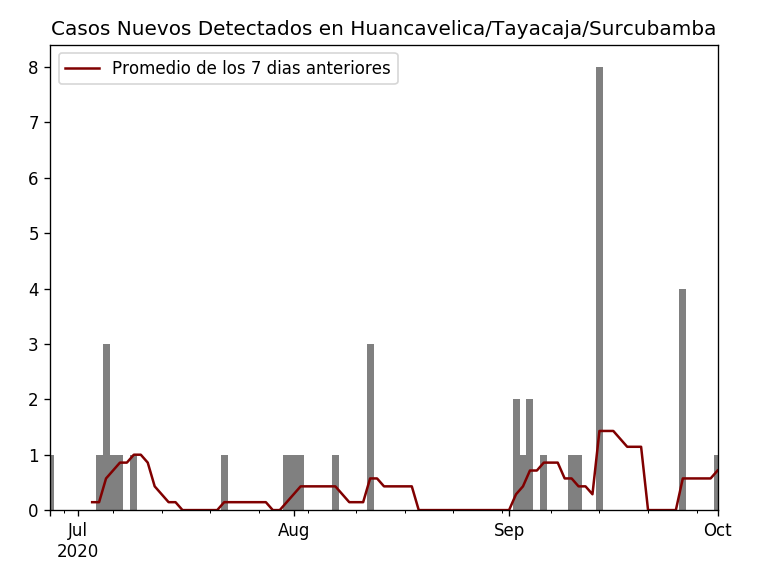 Casos Nuevos Detectados en Huancavelica/Tayacaja/Surcubamba
Promedio de los 7 dias anteriores
8
7
6
5
4
3
2
1
0
Jul
2020
Aug
Sep
Oct